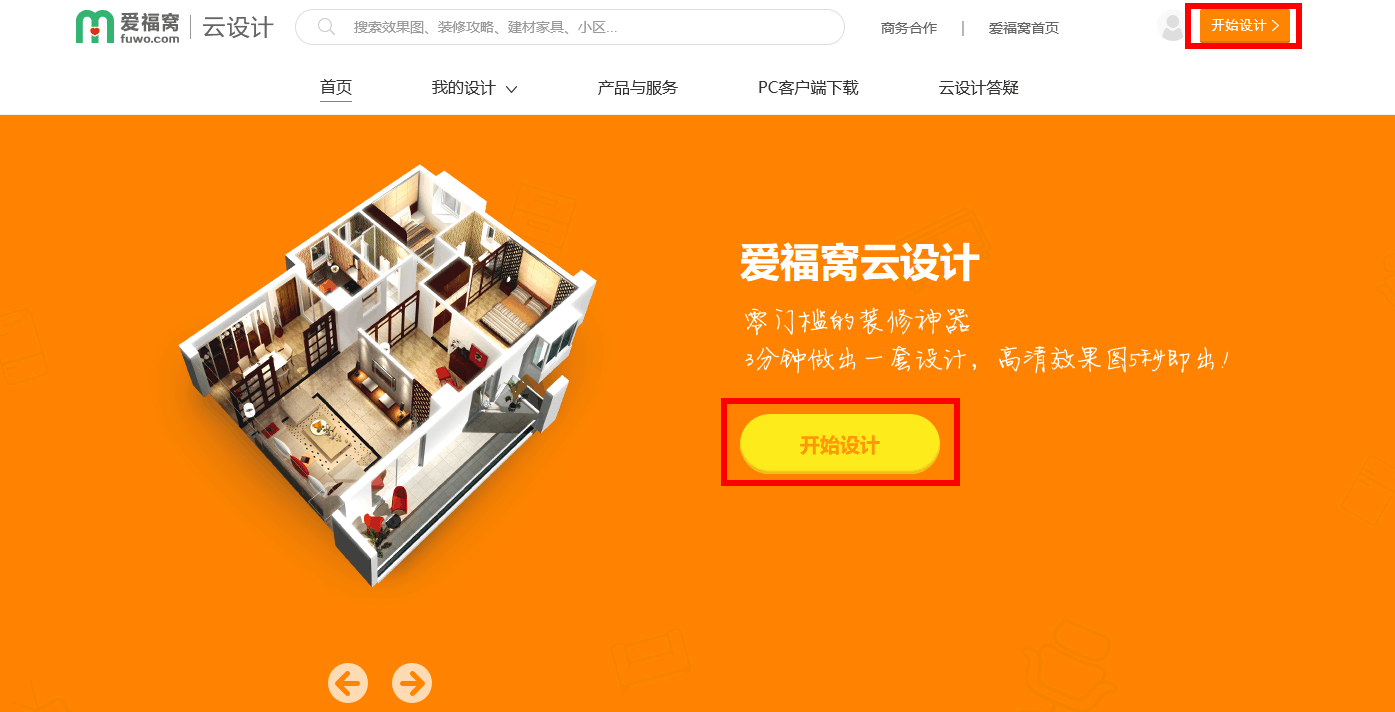 爱福窝
fuwo.com
云设计
搜索效果图、装修攻略、建材家具、小区...
商务合作 | 爱福窝首页
开始设计
首页
我的设计
产品与服务
PC客户端下载
云设计答疑
爱福窝云设计
零门槛的装修神器
3分钟做出一套设计，高清效果图5秒即出！
开始设计